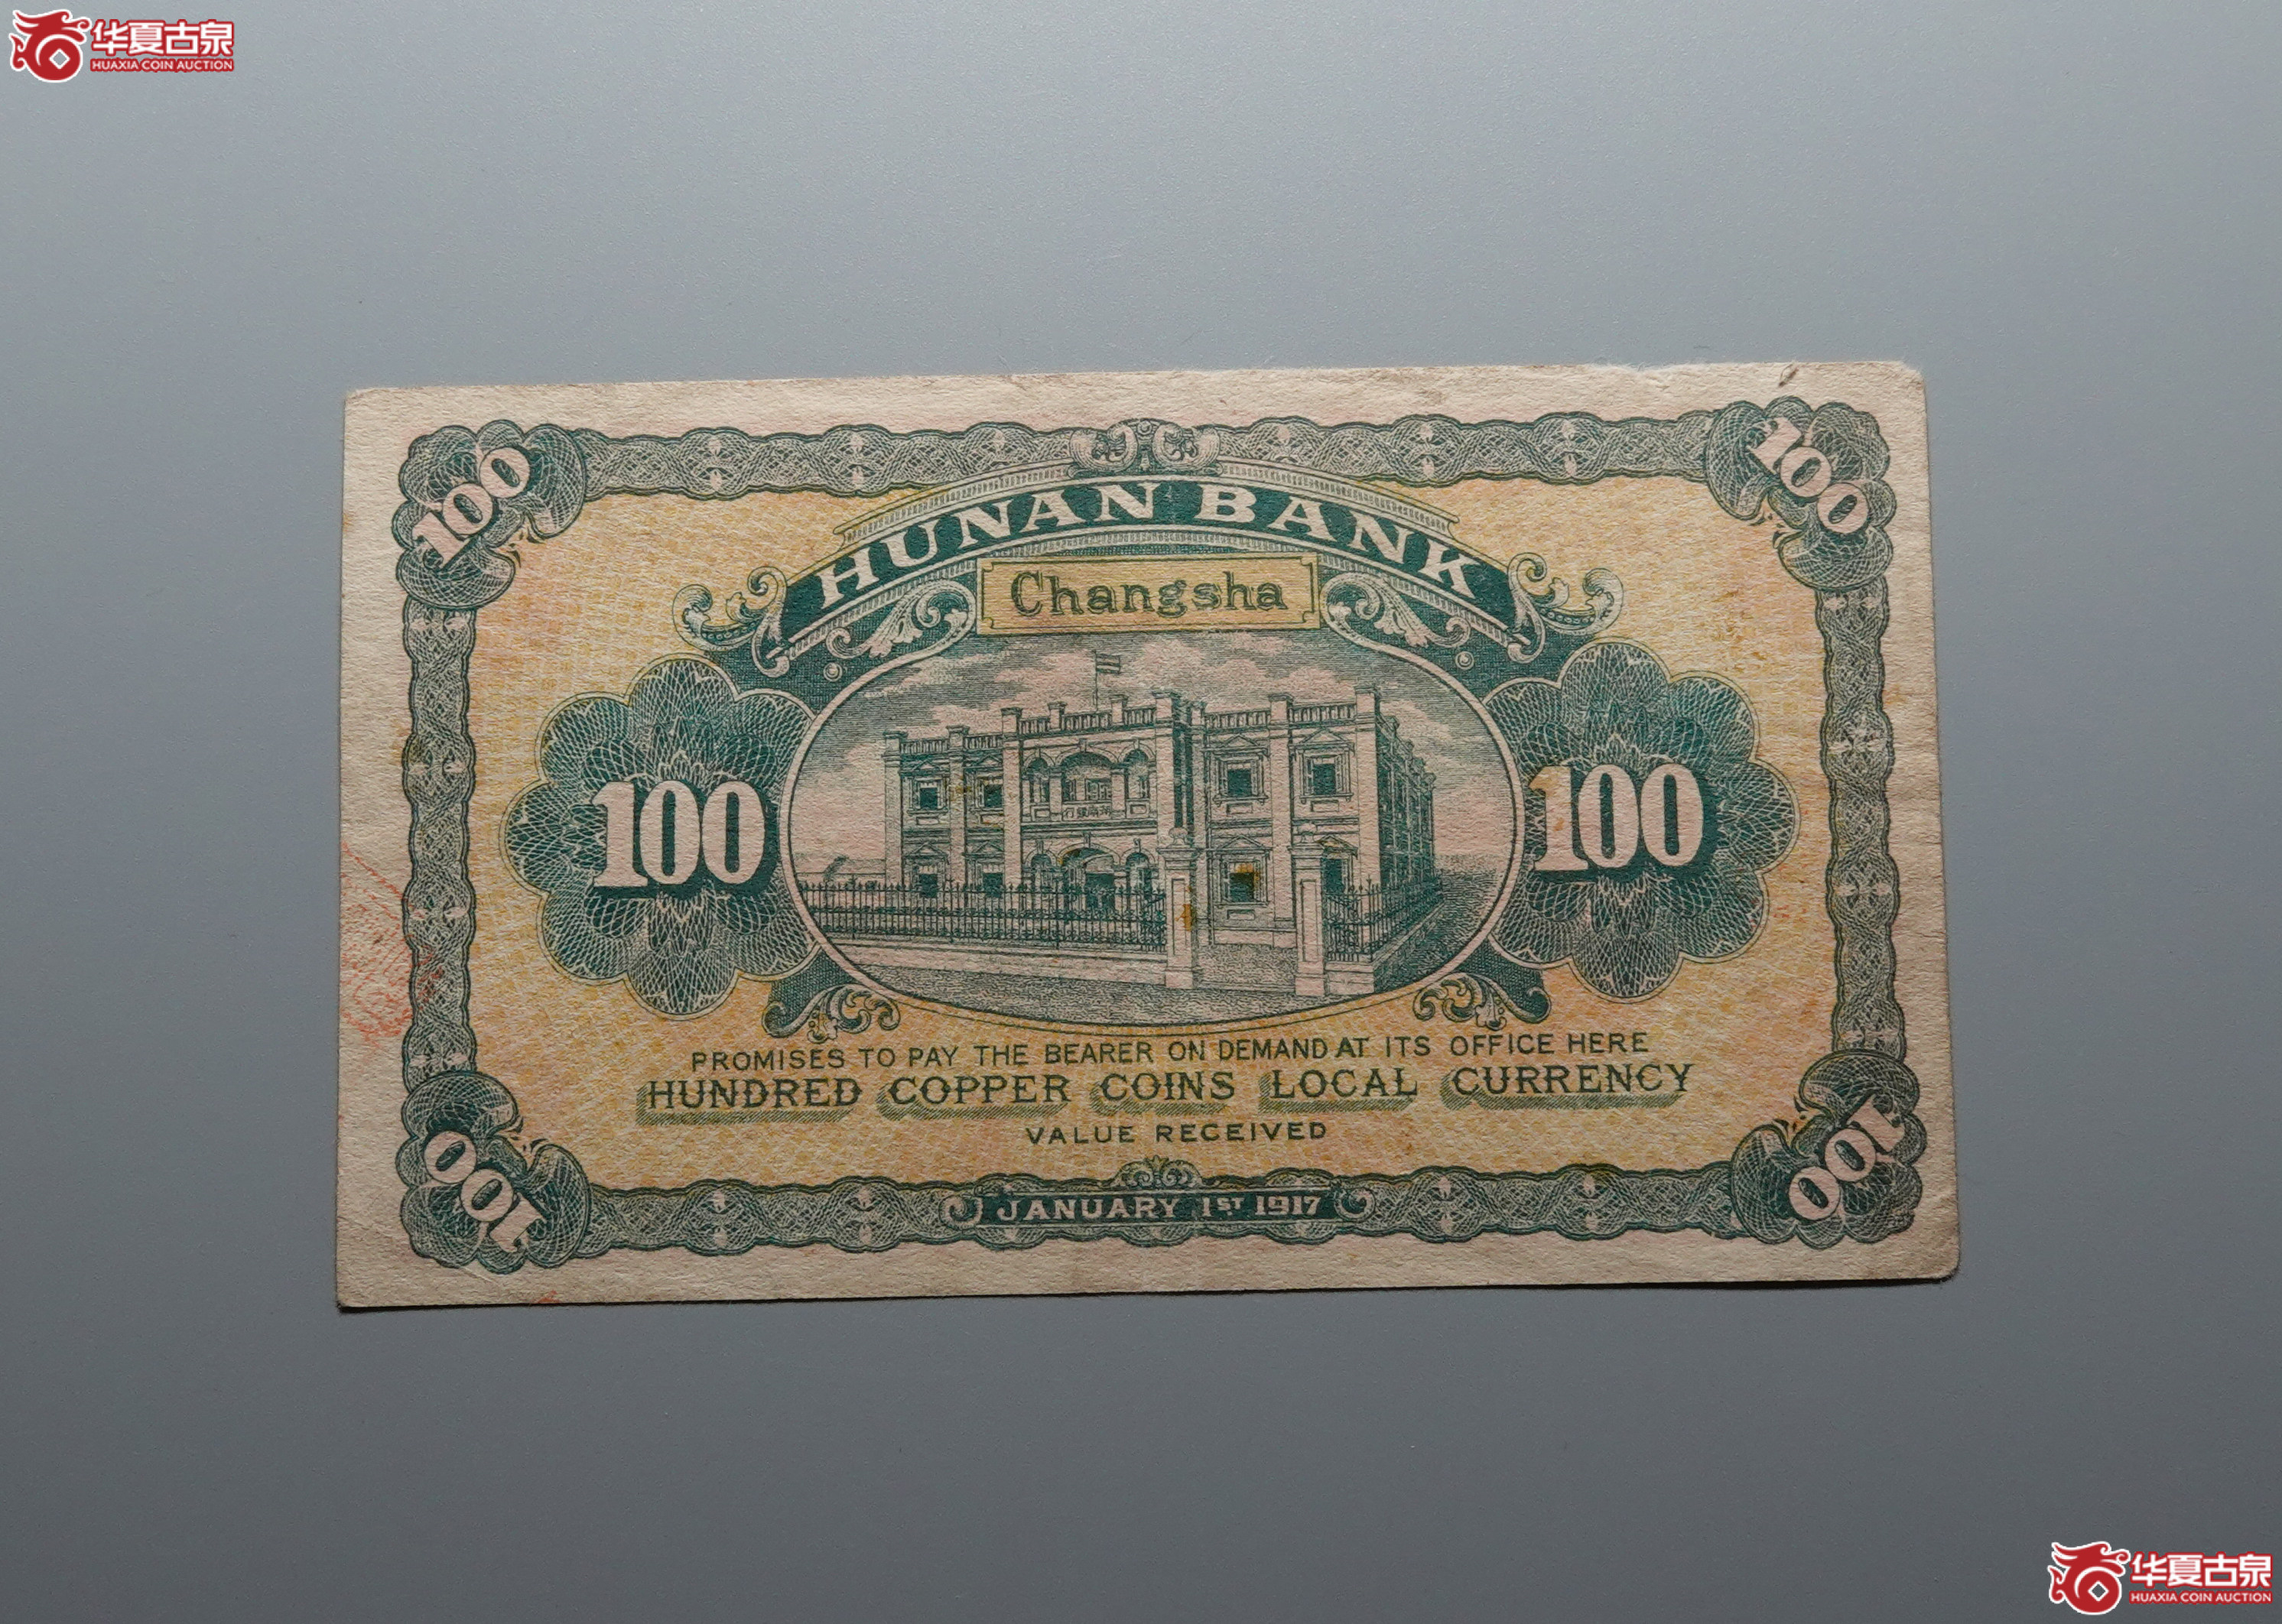 华夏古泉
HUAXIA COIN AUCTION
100
100
HUNAN BANK
Changsha
100
100
PROMISES TO PAY THE BEARER ON DEMAND AT ITS OFFICE HERE
HUNDRED COPPER COINS LOCAL CURRENCY
VALUE RECEIVED
100
100
JANUARY 1ST 1917
华夏古泉
HUAXIA COIN AUCTION